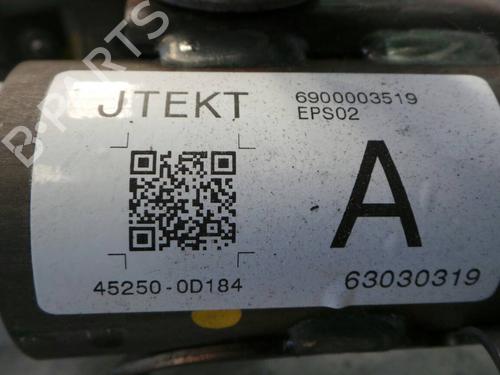 B-PARTS
JTEKT
6900003519
EPS02
A
45250-0D184
63030319